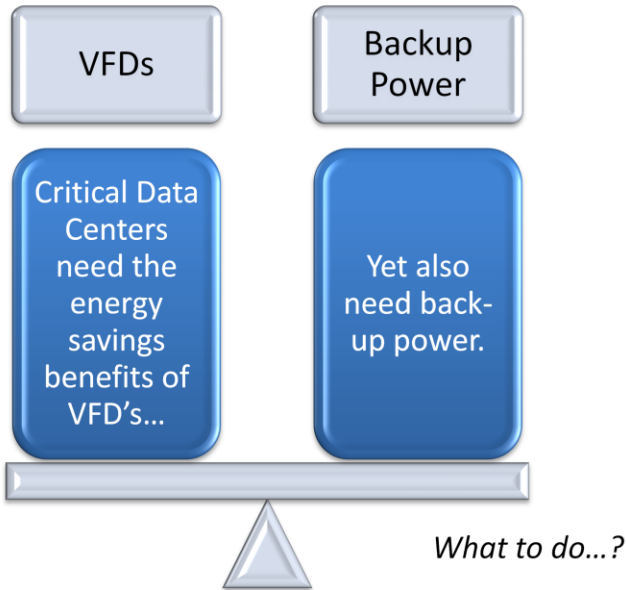 VFDs
Backup
Power
Critical Data
Centers
need the
energy
savings
benefits of
VFD’s…
Yet also
need back-
up power.
What to do…?